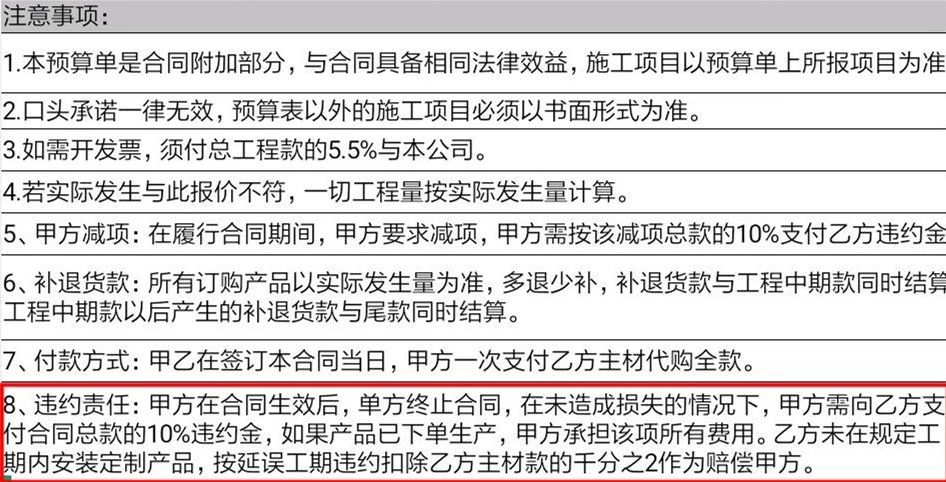 注意事项：
1.本预算单是合同附加部分，与合同具备相同法律效益，施工项目以预算单上所报项目为准
2.口头承诺一律无效，预算表以外的施工项目必须以书面形式为准。
3.如需开发票，须付总工程款的5.5%与本公司。
4.若实际发生与此报价不符，一切工程量按实际发生量计算。
5、甲方减项：在履行合同期间，甲方要求减项，甲方需按该减项总款的10%支付乙方违约金
6、补退货款：所有订购产品以实际发生量为准，多退少补，补退货款与工程中期款同时结算
工程中期款以后产生的补退货款与尾款同时结算。
7、付款方式：甲乙在签订本合同当日，甲方一次支付乙方主材代购全款。
8、违约责任：甲方在合同生效后，单方终止合同，在未造成损失的情况下，甲方需向乙方支
付合同总款的10%违约金，如果产品已下单生产，甲方承担该项所有费用。乙方未在规定工
期内安装定制产品，按延误工期违约扣除乙方主材款的千分之2作为赔偿甲方。